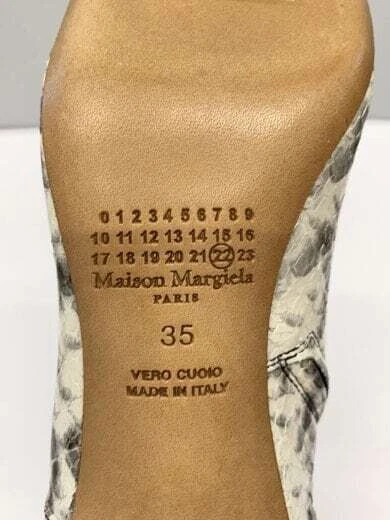 0 1 2 3 4 5 6 7 8 9
10 11 12 13 14 15 16
17 18 19 20 21 22 23
Maison Margiela
PARIS
35
VERO CUOIO
MADE IN ITALY